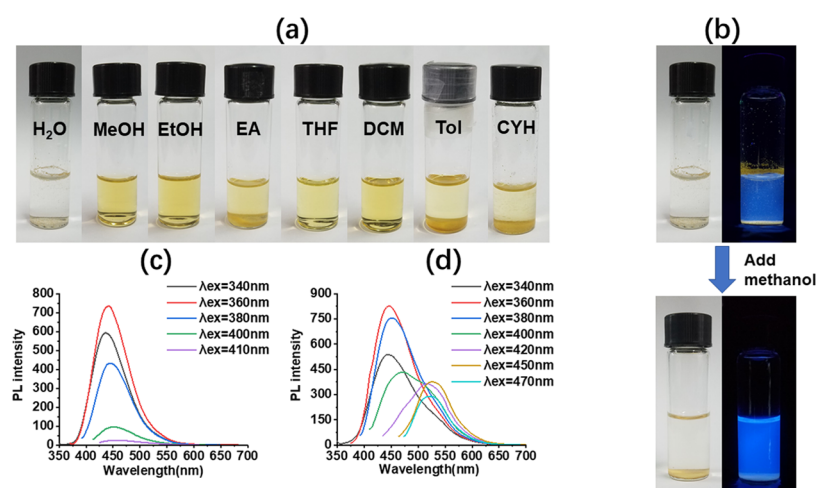 (a)
H₂O
MeOH
EtOH
EA
THF
DCM
Tol
CYH
(b)
Add
methanol
(c)
PL intensity
800
700
600
500
400
300
200
100
0
350 400 450 500 550 600 650 700
Wavelength(nm)
λex=340nm
λex=360nm
λex=380nm
λex=400nm
λex=410nm
(d)
PL intensity
900
750
600
450
300
150
0
350 400 450 500 550 600 650 700
Wavelength(nm)
λex=340nm
λex=360nm
λex=380nm
λex=400nm
λex=420nm
λex=450nm
λex=470nm